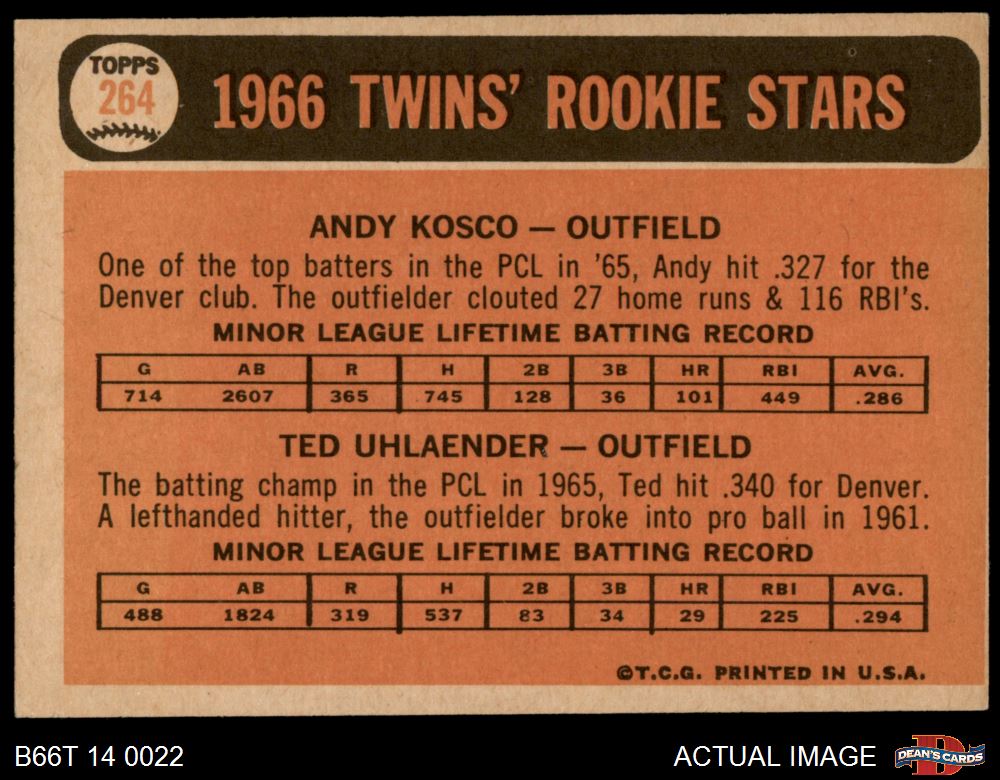 TOPPS
264
1966 TWINS' ROOKIE STARS
ANDY KOSCO — OUTFIELD
One of the top batters in the PCL in '65, Andy hit .327 for the
Denver club. The outfielder clouted 27 home runs & 116 RBI's.
MINOR LEAGUE LIFETIME BATTING RECORD
G AB R H 2B 3B HR RBI AVG.
714 2607 365 745 128 36 101 449 .286
TED UHLAENDER — OUTFIELD
The batting champ in the PCL in 1965, Ted hit .340 for Denver.
A lefthanded hitter, the outfielder broke into pro ball in 1961.
MINOR LEAGUE LIFETIME BATTING RECORD
G AB R H 2B 3B HR RBI AVG.
488 1824 319 537 83 34 29 225 .294
©T.C.G. PRINTED IN U.S.A.
B66T 14 0022 ACTUAL IMAGE DEAN'S CARDS